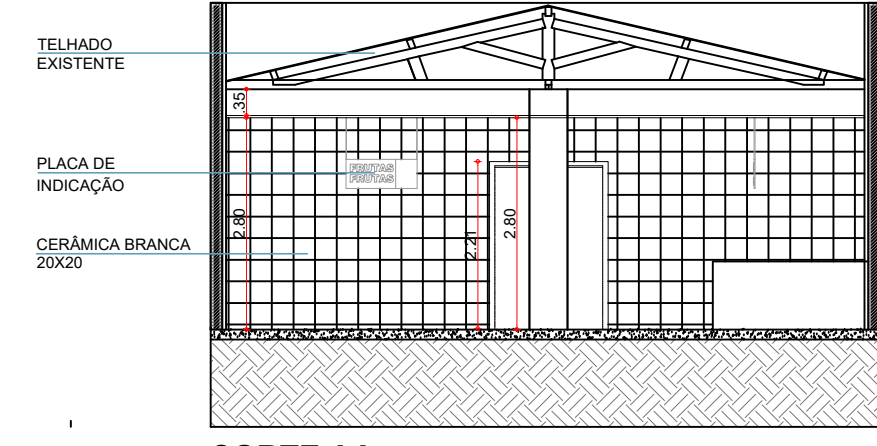 TELHADO
EXISTENTE
.35
PLACA DE
INDICAÇÃO
FRUTAS
FRUTAS
2.80
2.21
2.80
CERÂMICA BRANCA
20X20